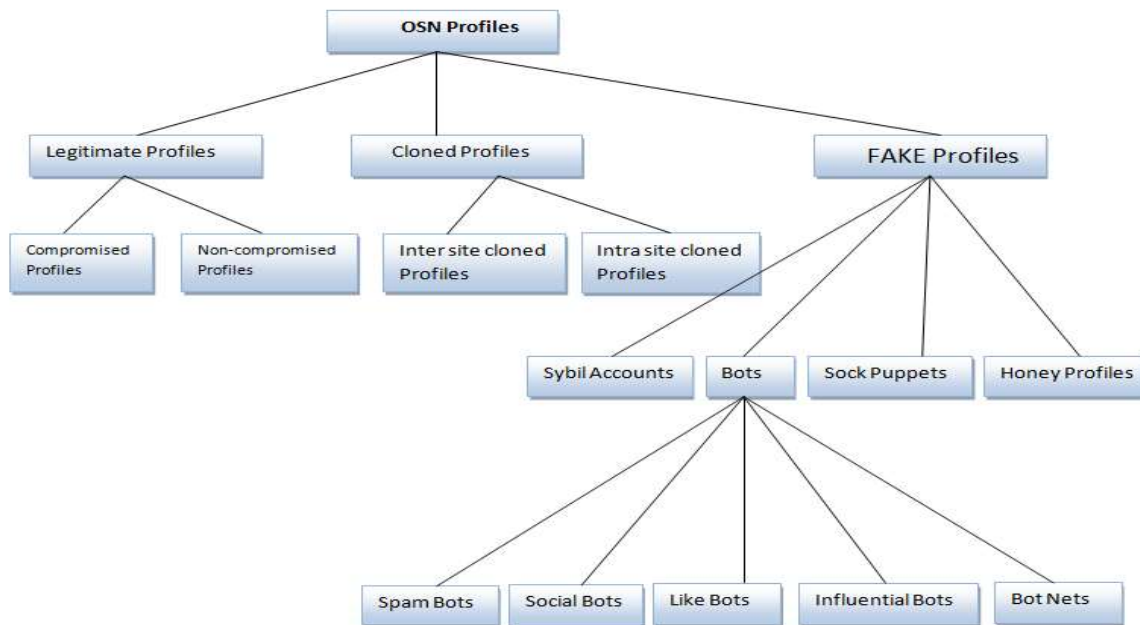 OSN Profiles
Legitimate Profiles
Cloned Profiles
FAKE Profiles
Compromised
Profiles
Non-compromised
Profiles
Inter site cloned
Profiles
Intra site cloned
Profiles
Sybil Accounts
Bots
Sock Puppets
Honey Profiles
Spam Bots
Social Bots
Like Bots
Influential Bots
Bot Nets